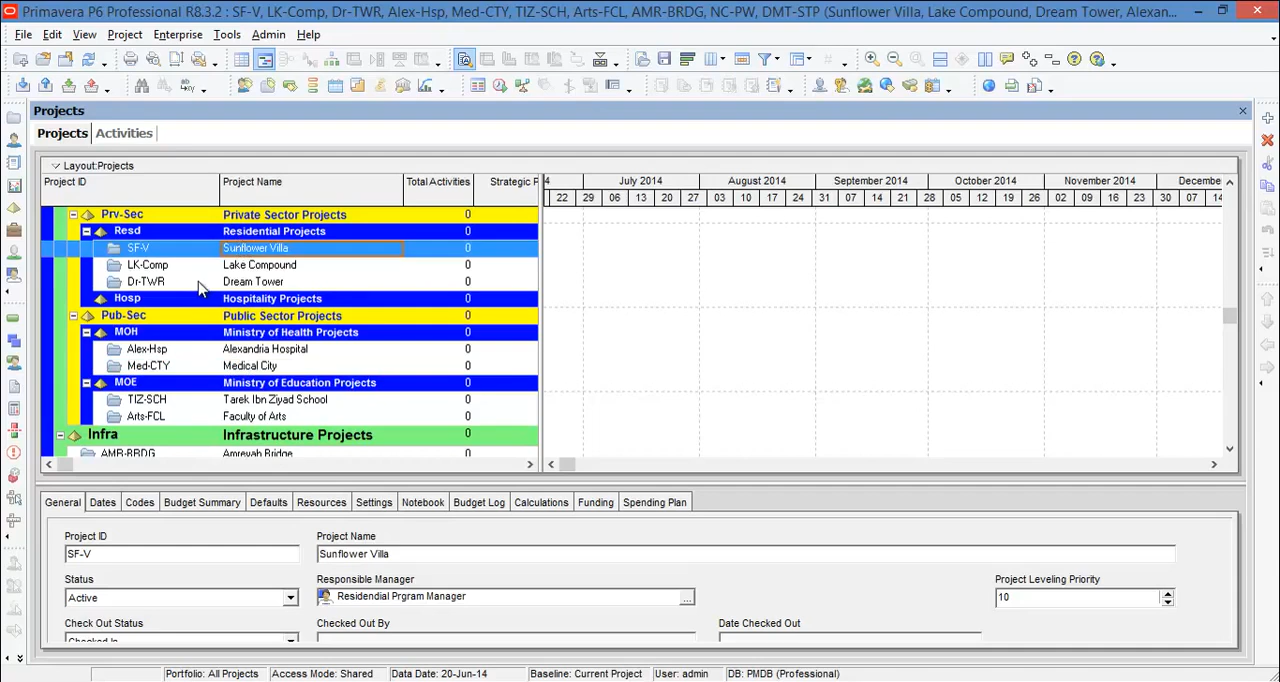 Primavera P6 Professional R8.3.2 : SF-V, LK-Comp, Dr-TWR, Alex-Hsp, Med-CTY, TIZ-SCH, Arts-FCL, AMR-BRDG, NC-PW, DMT-STP (Sunflower Villa, Lake Compound, Dream Tower, Alexan...
File Edit View Project Enterprise Tools Admin Help
Projects
Projects Activities
Layout:Projects
Project ID Project Name Total Activities Strategic P
4 July 2014 August 2014 September 2014 October 2014 November 2014 December
22 29 06 13 20 27 03 10 17 24 31 07 14 21 28 05 12 19 26 02 09 16 23 30 07 14
Prv-Sec Private Sector Projects 0
Resd Residential Projects 0
SF-V Sunflower Villa 0
LK-Comp Lake Compound 0
Dr-TWR Dream Tower 0
Hosp Hospitality Projects 0
Pub-Sec Public Sector Projects 0
MOH Ministry of Health Projects 0
Alex-Hsp Alexandria Hospital 0
Med-CTY Medical City 0
MOE Ministry of Education Projects 0
TIZ-SCH Tarek Ibn Ziyad School 0
Arts-FCL Faculty of Arts 0
Infra Infrastructure Projects 0
AMR-BRDG Amreyah Bridge 0
General Dates Codes Budget Summary Defaults Resources Settings Notebook Budget Log Calculations Funding Spending Plan
Project ID Project Name
SF-V Sunflower Villa
Status Responsible Manager Project Leveling Priority
Active Residendial Prgram Manager ... 10
Check Out Status Checked Out By Date Checked Out
Checked In
Portfolio: All Projects Access Mode: Shared Data Date: 20-Jun-14 Baseline: Current Project User: admin DB: PMDB (Professional)